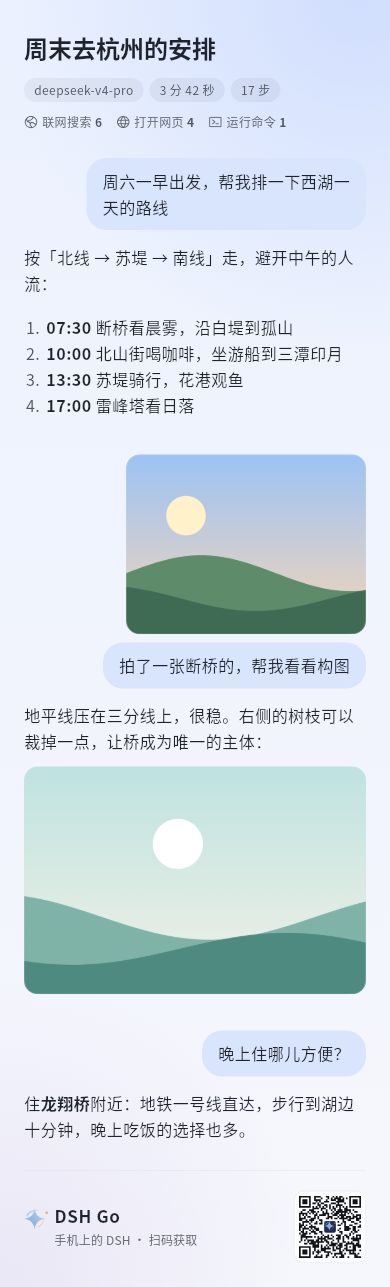 周末去杭州的安排
deepseek-v4-pro 3 分 42 秒 17 步
联网搜索 6 打开网页 4 运行命令 1
周六一早出发，帮我排一下西湖一
天的路线
按「北线 → 苏堤 → 南线」走，避开中午的人
流：
1. 07:30 断桥看晨雾，沿白堤到孤山
2. 10:00 北山街喝咖啡，坐游船到三潭印月
3. 13:30 苏堤骑行，花港观鱼
4. 17:00 雷峰塔看日落
拍了一张断桥的，帮我看看构图
地平线压在三分线上，很稳。右侧的树枝可以
裁掉一点，让桥成为唯一的主体：
晚上住哪儿方便？
住龙翔桥附近：地铁一号线直达，步行到湖边
十分钟，晚上吃饭的选择也多。
DSH Go
手机上的 DSH · 扫码获取